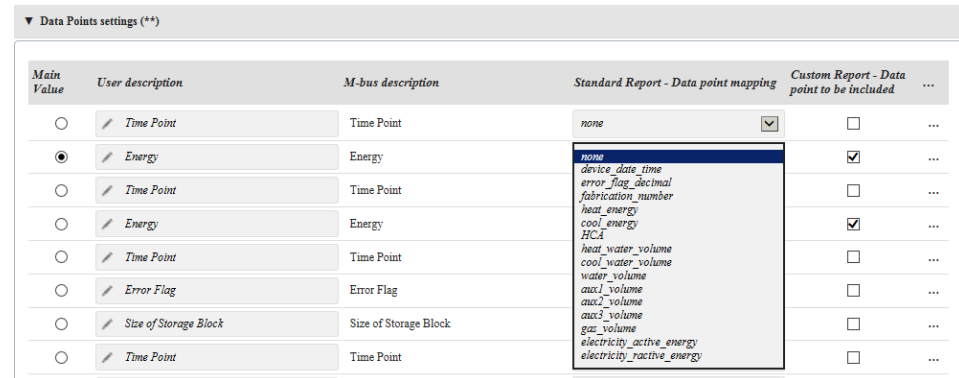 ▼ Data Points settings (**)
Main Value User description M-bus description Standard Report - Data point mapping Custom Report - Data point to be included ...
Time Point Time Point none ...
Energy Energy ...
Time Point Time Point ...
Energy Energy ...
Time Point Time Point ...
Error Flag Error Flag ...
Size of Storage Block Size of Storage Block ...
Time Point Time Point ...
none
device_date_time
error_flag_decimal
fabrication_number
heat_energy
cool_energy
HCA
heat_water_volume
cool_water_volume
water_volume
aux1_volume
aux2_volume
aux3_volume
gas_volume
electricity_active_energy
electricity_ractive_energy